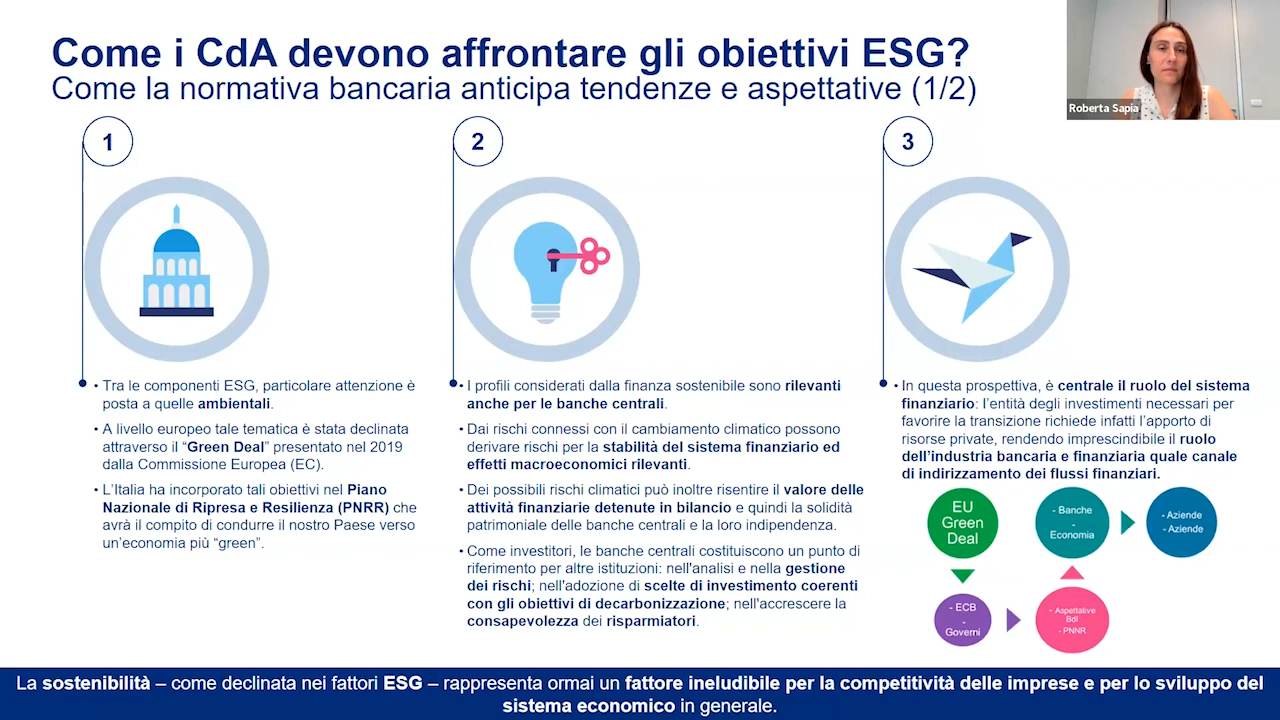 Come i CdA devono affrontare gli obiettivi ESG?
Come la normativa bancaria anticipa tendenze e aspettative (1/2)
Roberta Sapia
1
• Tra le componenti ESG, particolare attenzione è
posta a quelle ambientali.
• A livello europeo tale tematica è stata declinata
attraverso il “Green Deal” presentato nel 2019
dalla Commissione Europea (EC).
• L’Italia ha incorporato tali obiettivi nel Piano
Nazionale di Ripresa e Resilienza (PNRR) che
avrà il compito di condurre il nostro Paese verso
un’economia più “green”.
2
• I profili considerati dalla finanza sostenibile sono rilevanti
anche per le banche centrali.
• Dai rischi connessi con il cambiamento climatico possono
derivare rischi per la stabilità del sistema finanziario ed
effetti macroeconomici rilevanti.
• Dei possibili rischi climatici può inoltre risentire il valore delle
attività finanziarie detenute in bilancio e quindi la solidità
patrimoniale delle banche centrali e la loro indipendenza.
• Come investitori, le banche centrali costituiscono un punto di
riferimento per altre istituzioni: nell'analisi e nella gestione
dei rischi; nell'adozione di scelte di investimento coerenti
con gli obiettivi di decarbonizzazione; nell'accrescere la
consapevolezza dei risparmiatori.
3
• In questa prospettiva, è centrale il ruolo del sistema
finanziario: l’entità degli investimenti necessari per
favorire la transizione richiede infatti l’apporto di
risorse private, rendendo imprescindibile il ruolo
dell’industria bancaria e finanziaria quale canale
di indirizzamento dei flussi finanziari.
EU
Green
Deal
- ECB
-
Governi
- Aspettative
BdI
- PNNR
- Banche
-
Economia
- Aziende
- Aziende
La sostenibilità – come declinata nei fattori ESG – rappresenta ormai un fattore ineludibile per la competitività delle imprese e per lo sviluppo del
sistema economico in generale.